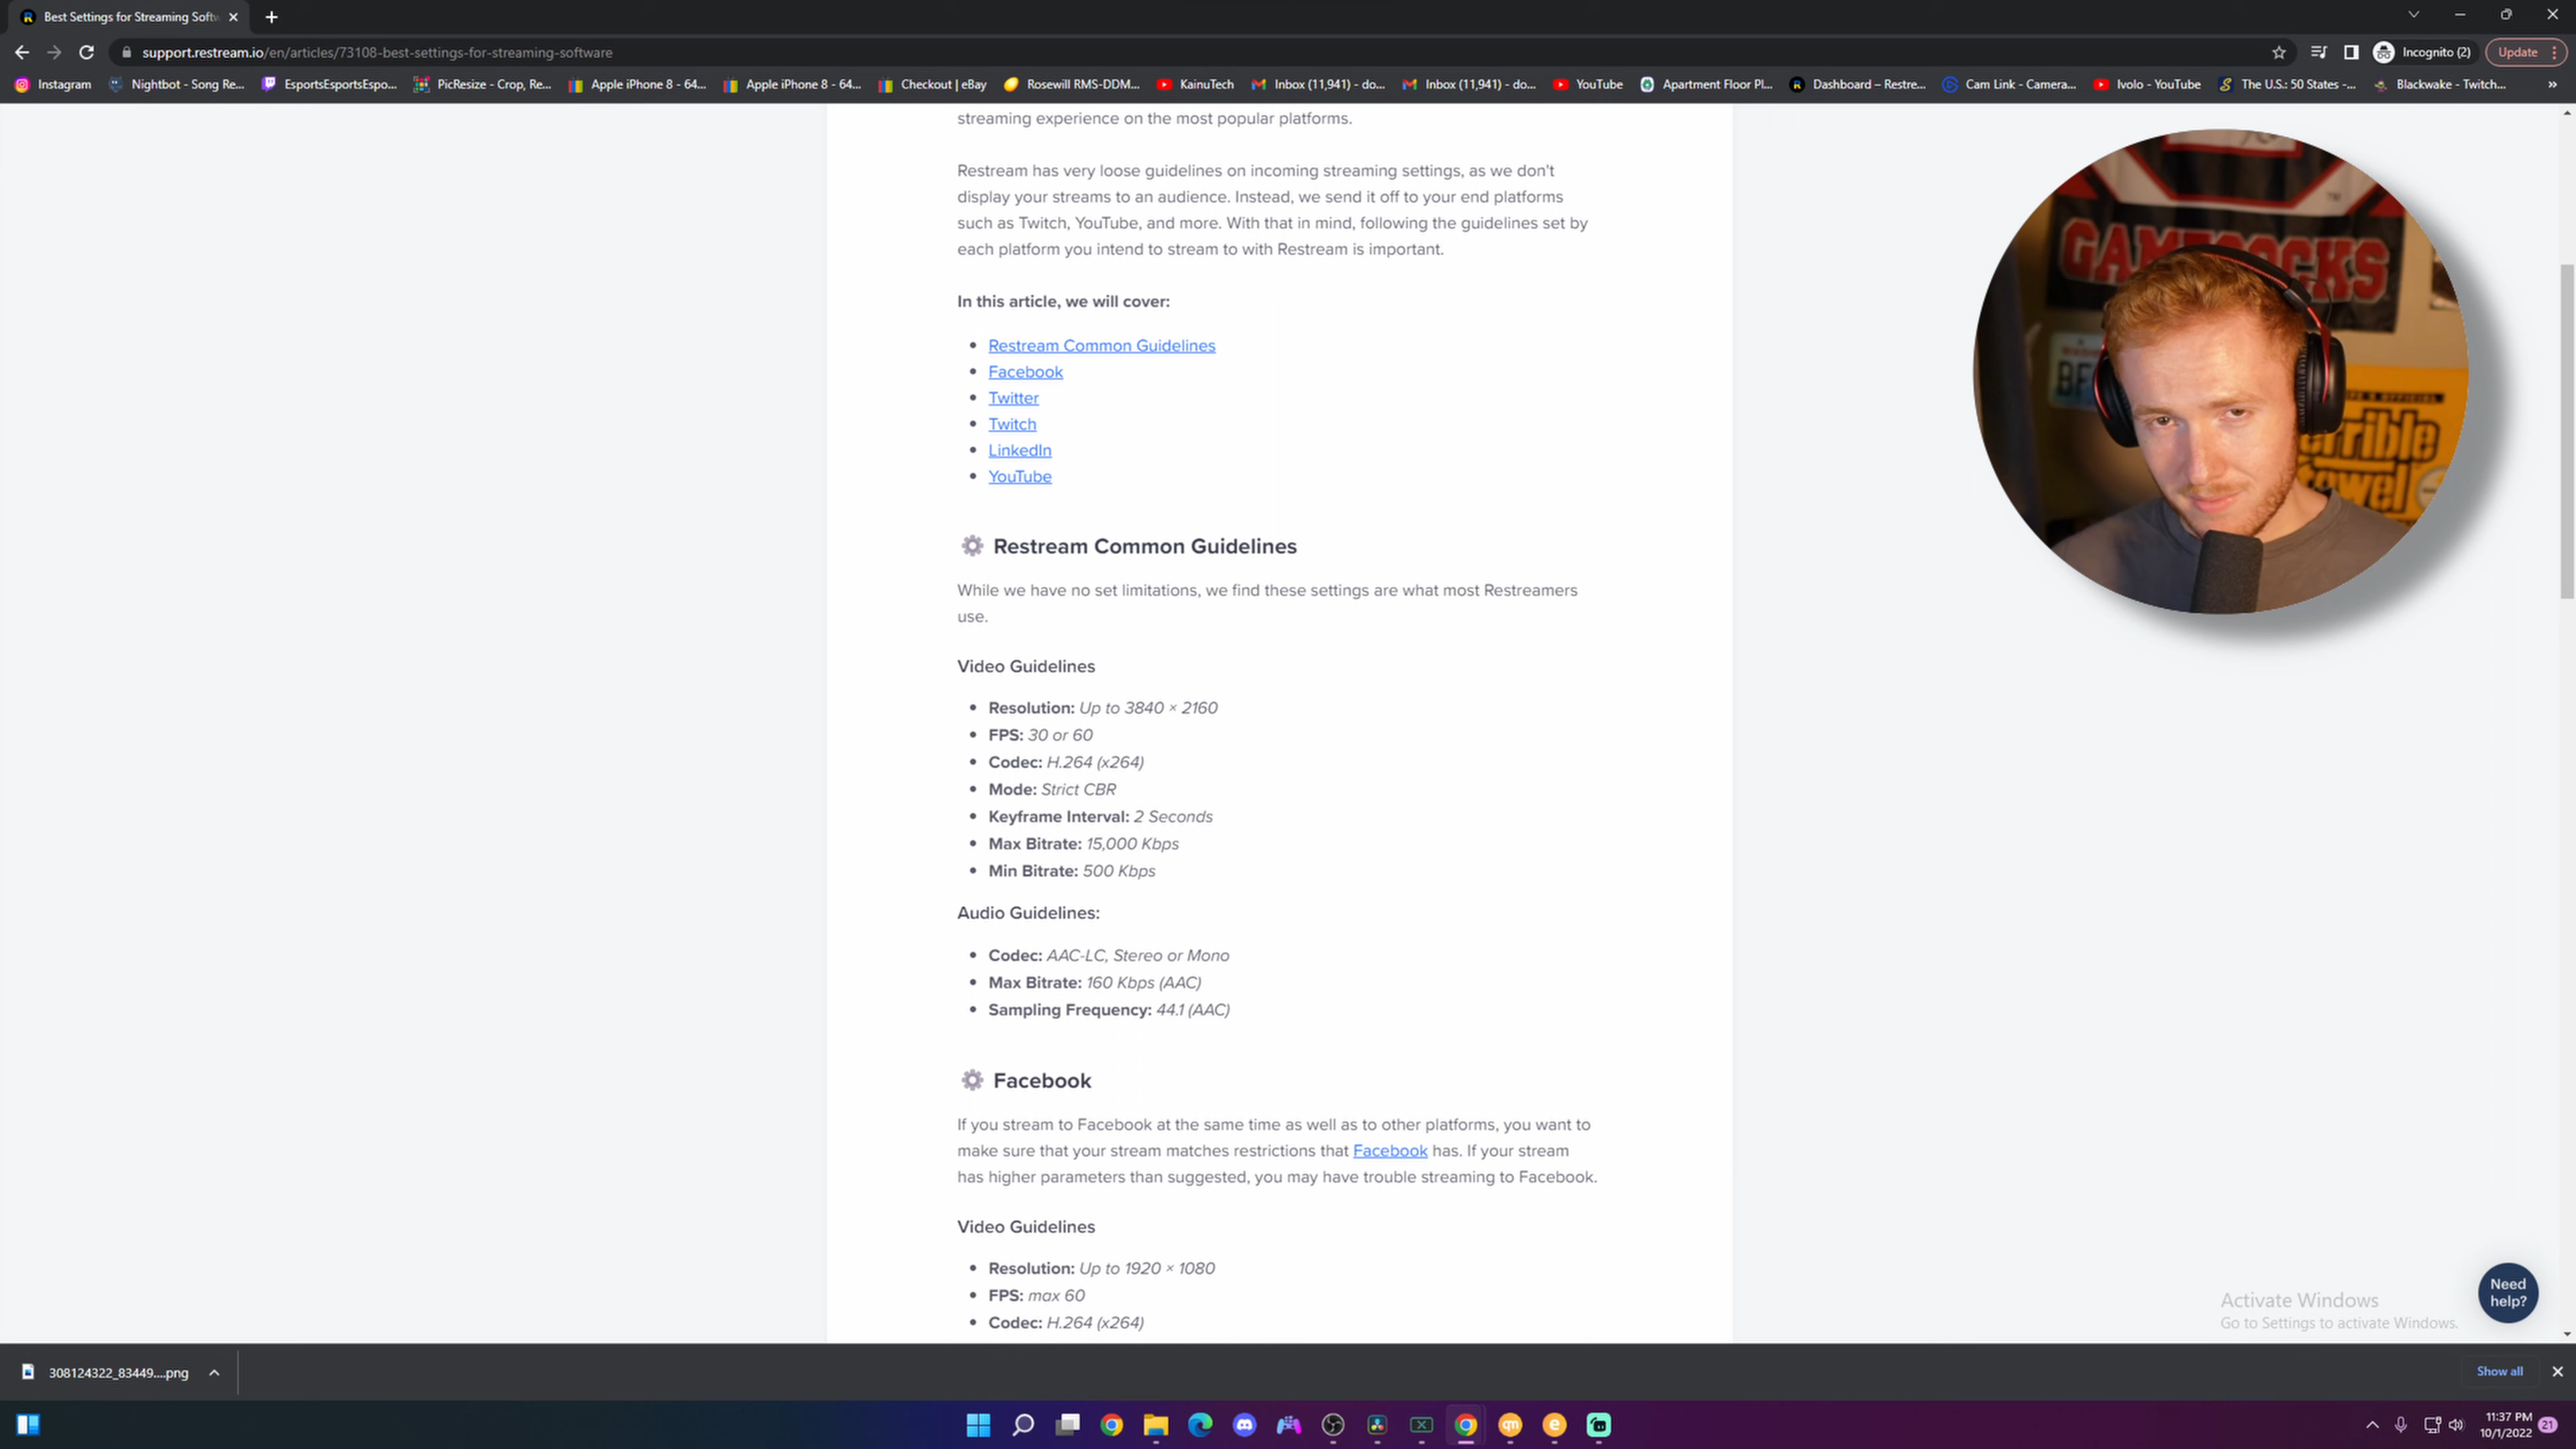 Best Settings for Streaming Softw
support.restream.io/en/articles/73108-best-settings-for-streaming-software
Incognito (2)
Update
Instagram
Nightbot - Song Re...
EsportsEsportsEspo...
PicResize - Crop, Re...
Apple iPhone 8 - 64...
Apple iPhone 8 - 64...
Checkout | eBay
Rosewill RMS-DDM...
KainuTech
Inbox (11,941) - do...
Inbox (11,941) - do...
YouTube
Apartment Floor Pl...
Dashboard – Restre...
Cam Link - Camera...
Ivolo - YouTube
The U.S.: 50 States -...
Blackwake - Twitch...
streaming experience on the most popular platforms.
Restream has very loose guidelines on incoming streaming settings, as we don't
display your streams to an audience. Instead, we send it off to your end platforms
such as Twitch, YouTube, and more. With that in mind, following the guidelines set by
each platform you intend to stream to with Restream is important.
In this article, we will cover:
Restream Common Guidelines
Facebook
Twitter
Twitch
LinkedIn
YouTube
Restream Common Guidelines
While we have no set limitations, we find these settings are what most Restreamers
use.
Video Guidelines
Resolution: Up to 3840 × 2160
FPS: 30 or 60
Codec: H.264 (x264)
Mode: Strict CBR
Keyframe Interval: 2 Seconds
Max Bitrate: 15,000 Kbps
Min Bitrate: 500 Kbps
Audio Guidelines:
Codec: AAC-LC, Stereo or Mono
Max Bitrate: 160 Kbps (AAC)
Sampling Frequency: 44.1 (AAC)
Facebook
If you stream to Facebook at the same time as well as to other platforms, you want to
make sure that your stream matches restrictions that Facebook has. If your stream
has higher parameters than suggested, you may have trouble streaming to Facebook.
Video Guidelines
Resolution: Up to 1920 × 1080
FPS: max 60
Codec: H.264 (x264)
Need
help?
Activate Windows
Go to Settings to activate Windows.
308124322_83449....png
Show all
11:37 PM
10/1/2022
21